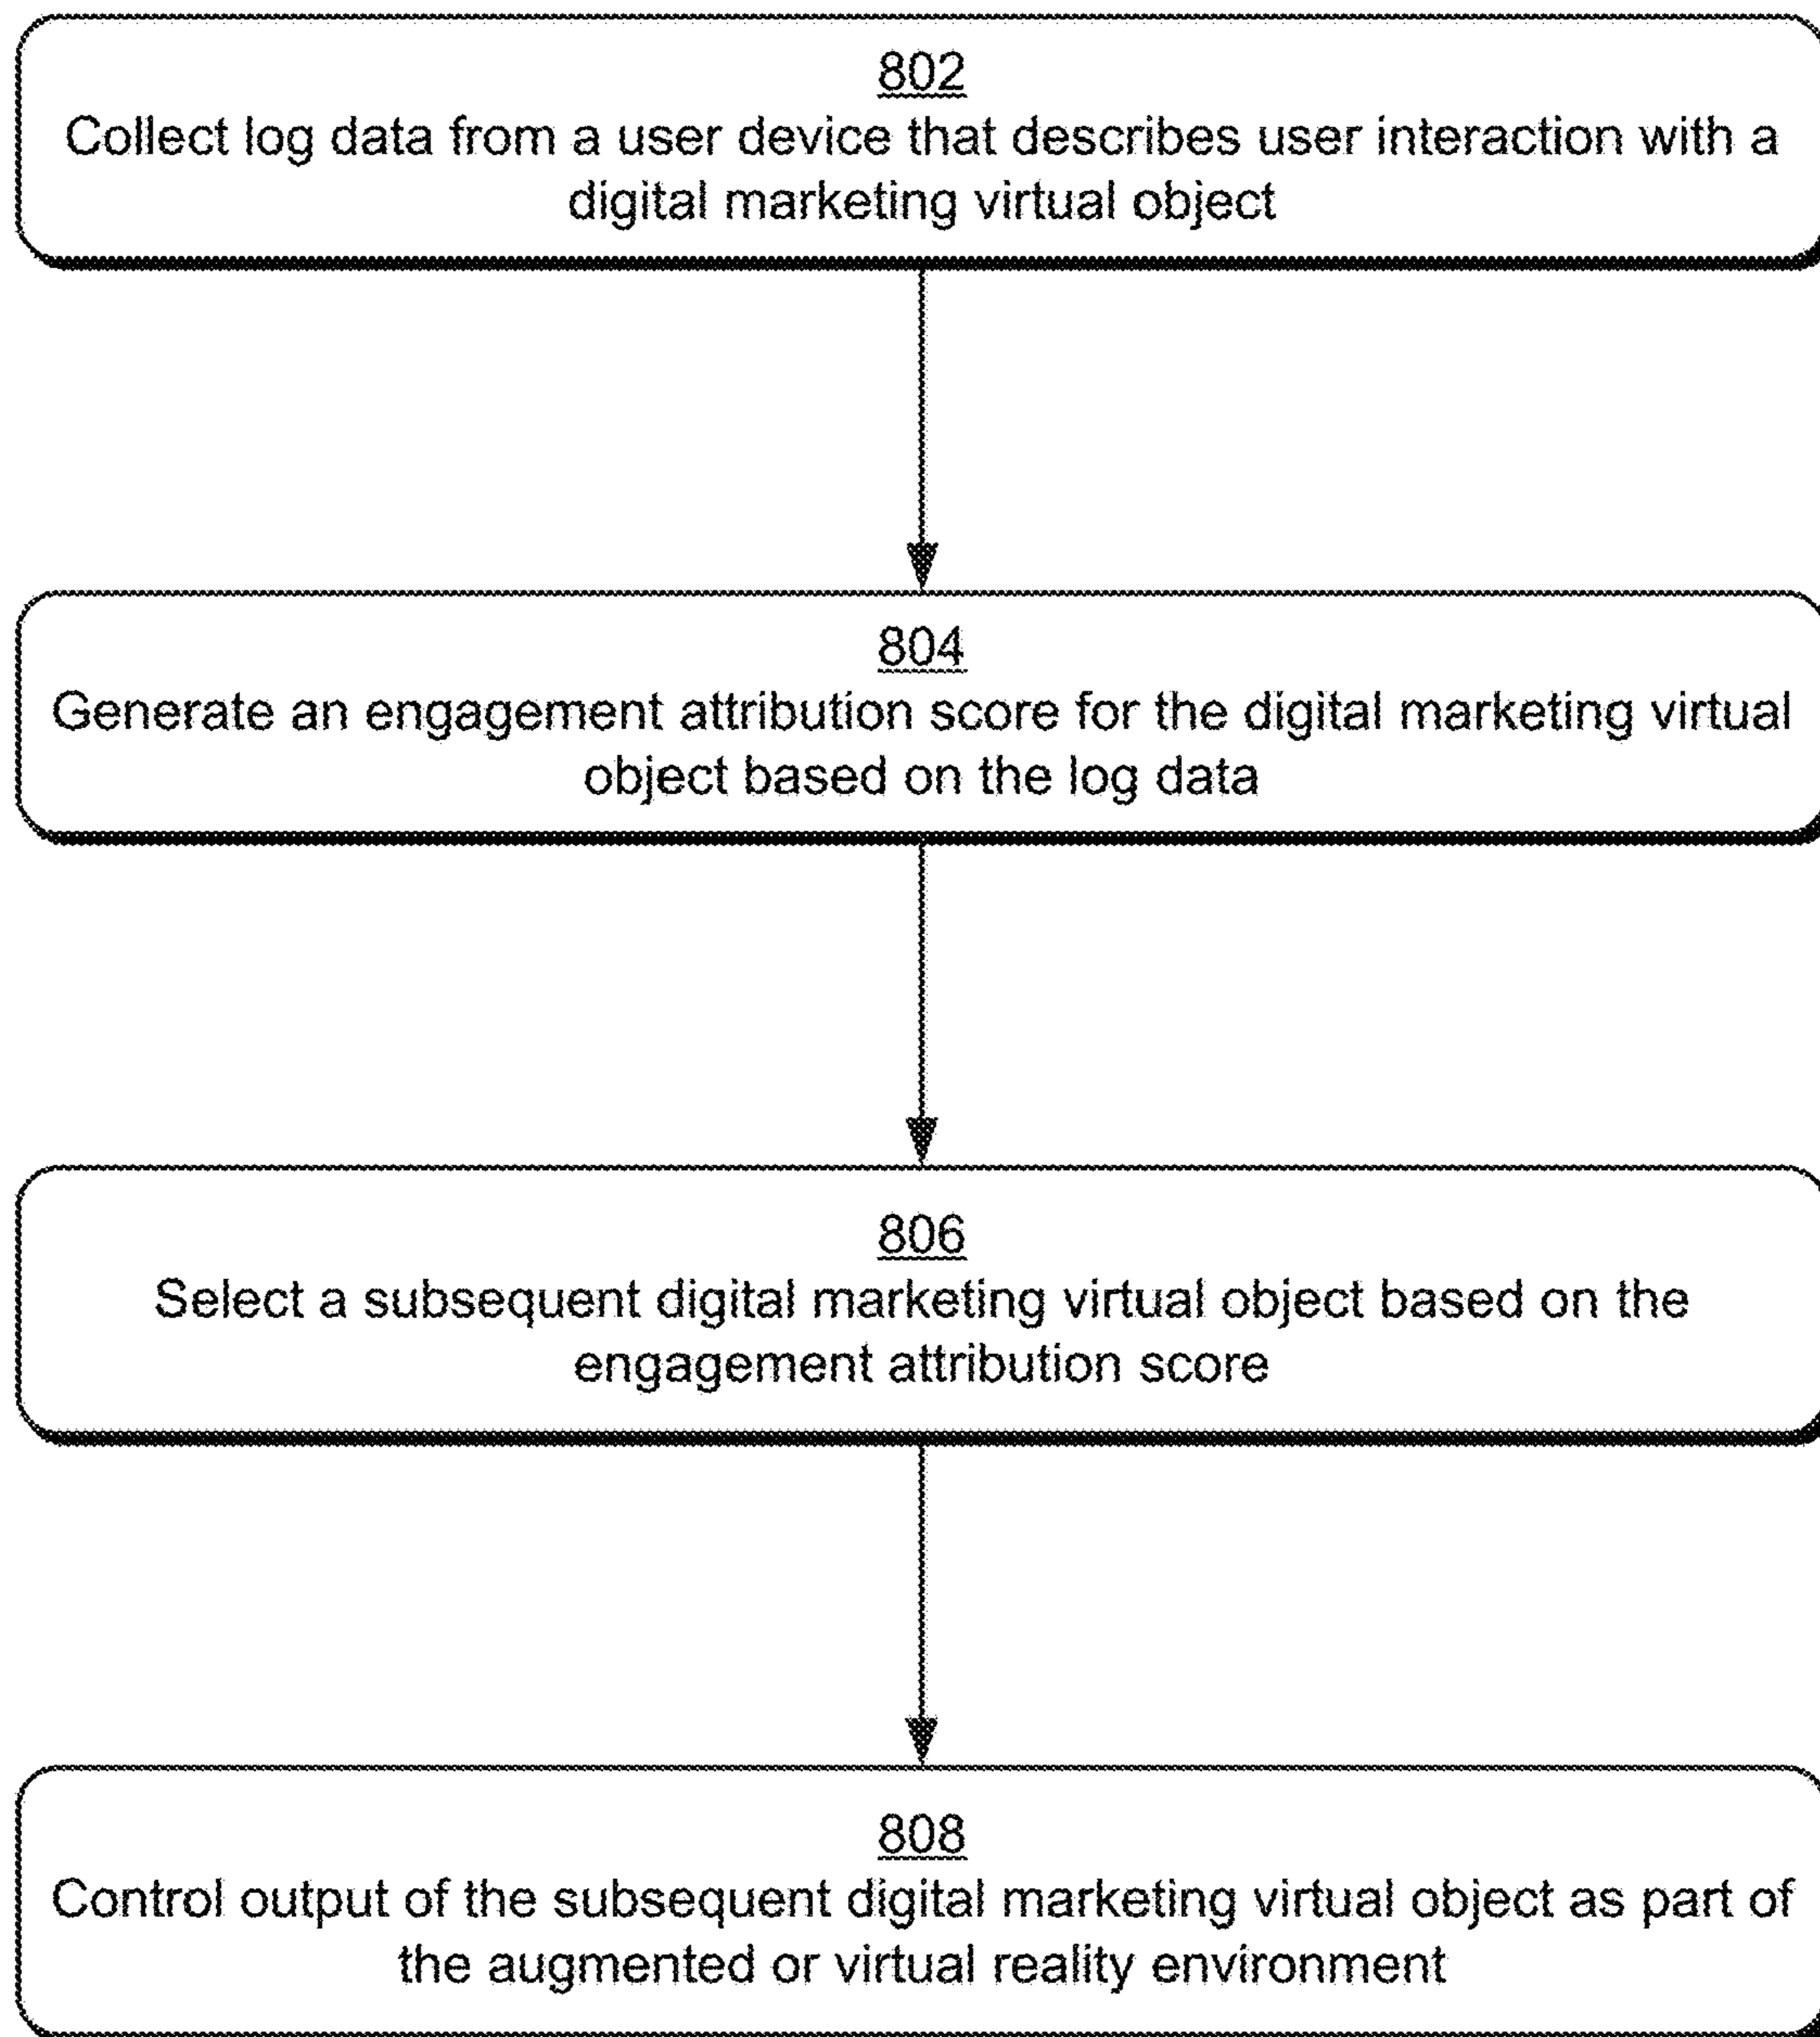 802
Collect log data from a user device that describes user interaction with a
digital marketing virtual object
804
Generate an engagement attribution score for the digital marketing virtual
object based on the log data
806
Select a subsequent digital marketing virtual object based on the
engagement attribution score
808
Control output of the subsequent digital marketing virtual object as part of
the augmented or virtual reality environment